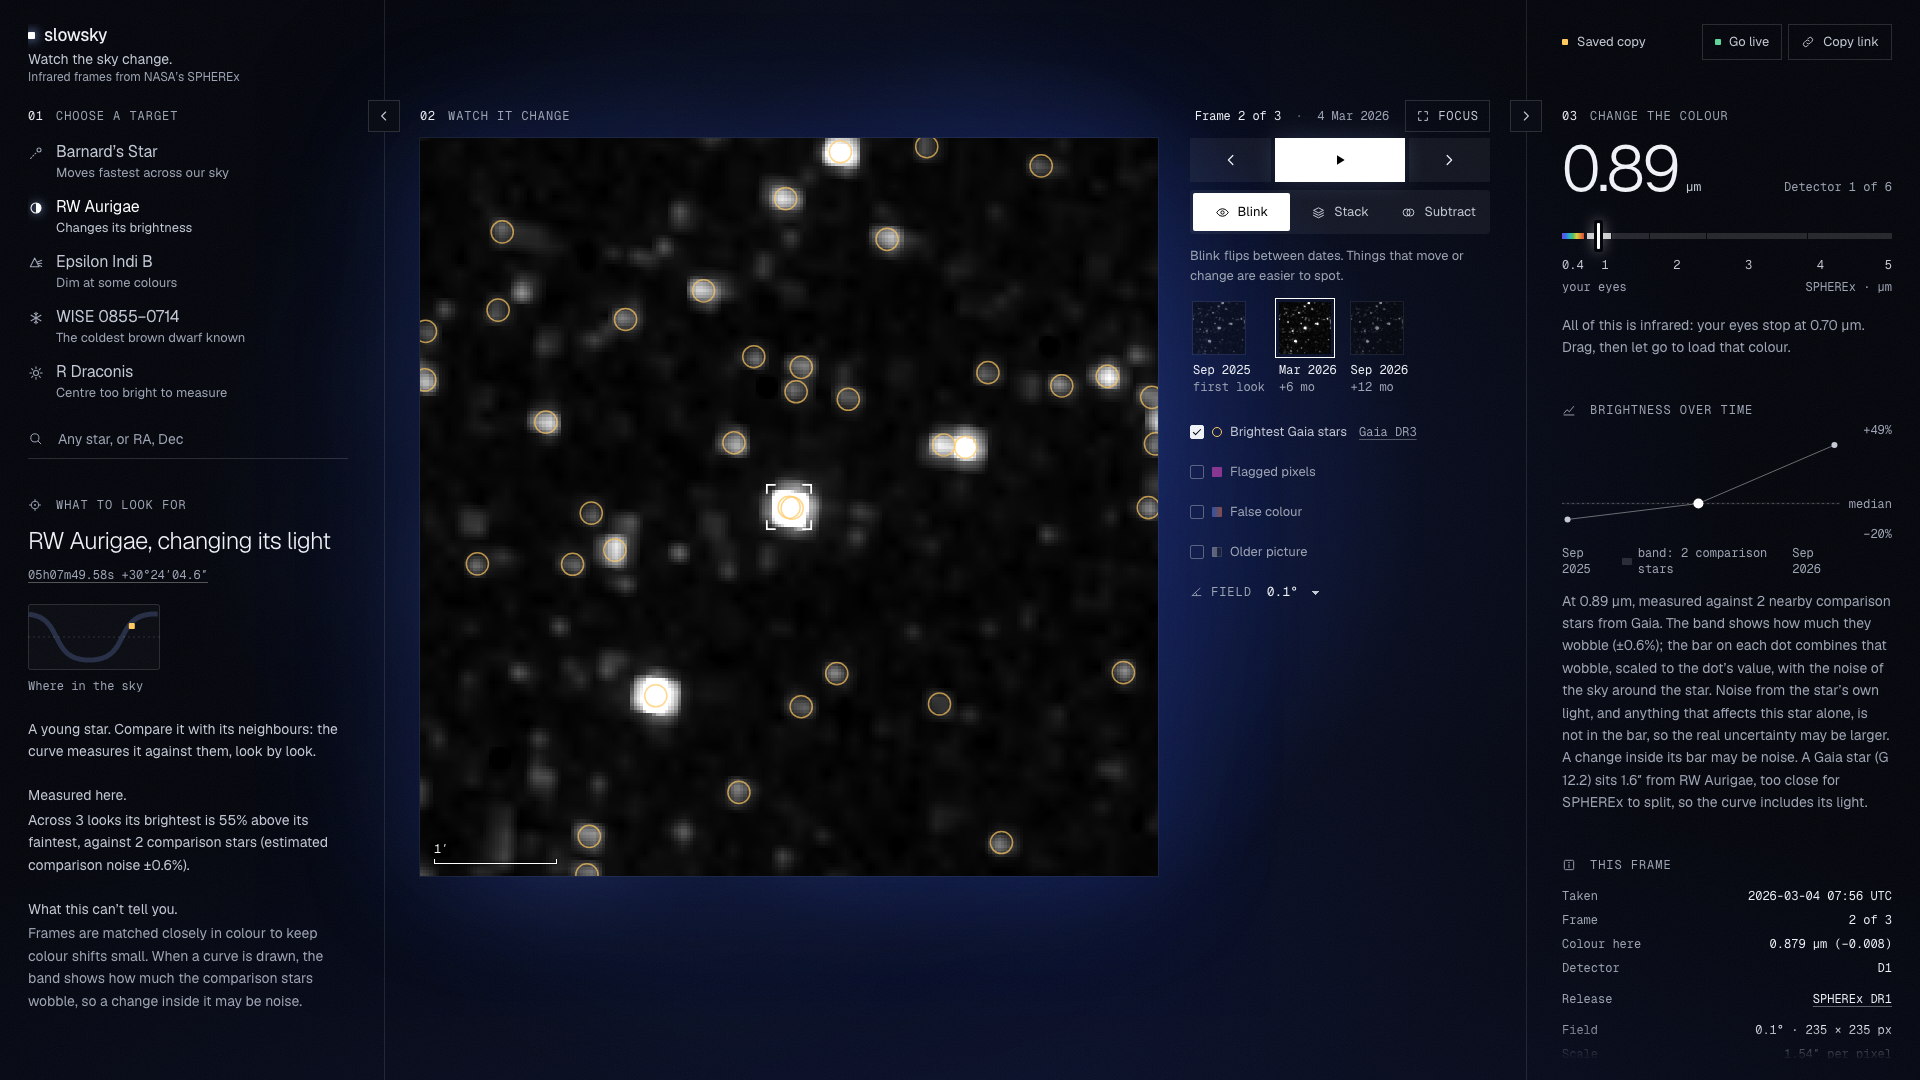 slowsky
Watch the sky change.
Infrared frames from NASA's SPHEREx
01 CHOOSE A TARGET
Barnard's Star
Moves fastest across our sky
RW Aurigae
Changes its brightness
Epsilon Indi B
Dim at some colours
WISE 0855−0714
The coldest brown dwarf known
R Draconis
Centre too bright to measure
Any star, or RA, Dec
WHAT TO LOOK FOR
RW Aurigae, changing its light
05h07m49.58s +30°24′04.6″
Where in the sky
A young star. Compare it with its neighbours: the
curve measures it against them, look by look.
Measured here.
Across 3 looks its brightest is 55% above its
faintest, against 2 comparison stars (estimated
comparison noise ±0.6%).
What this can't tell you.
Frames are matched closely in colour to keep
colour shifts small. When a curve is drawn, the
band shows how much the comparison stars
wobble, so a change inside it may be noise.
02 WATCH IT CHANGE
Frame 2 of 3 · 4 Mar 2026
FOCUS
1′
Blink
Stack
Subtract
Blink flips between dates. Things that move or
change are easier to spot.
Sep 2025 Mar 2026 Sep 2026
first look +6 mo +12 mo
Brightest Gaia stars Gaia DR3
Flagged pixels
False colour
Older picture
FIELD 0.1°
Saved copy
Go live
Copy link
03 CHANGE THE COLOUR
0.89 µm
Detector 1 of 6
0.4 1 2 3 4 5
your eyes SPHEREx · µm
All of this is infrared: your eyes stop at 0.70 µm.
Drag, then let go to load that colour.
BRIGHTNESS OVER TIME
+49%
median
−20%
Sep 2025
band: 2 comparison stars
Sep 2026
At 0.89 µm, measured against 2 nearby comparison
stars from Gaia. The band shows how much they
wobble (±0.6%); the bar on each dot combines that
wobble, scaled to the dot's value, with the noise of
the sky around the star. Noise from the star's own
light, and anything that affects this star alone, is
not in the bar, so the real uncertainty may be larger.
A change inside its bar may be noise. A Gaia star (G
12.2) sits 1.6″ from RW Aurigae, too close for
SPHEREx to split, so the curve includes its light.
THIS FRAME
Taken 2026-03-04 07:56 UTC
Frame 2 of 3
Colour here 0.879 µm (−0.008)
Detector D1
Release SPHEREx DR1
Field 0.1° · 235 × 235 px
Scale 1.54″ per pixel